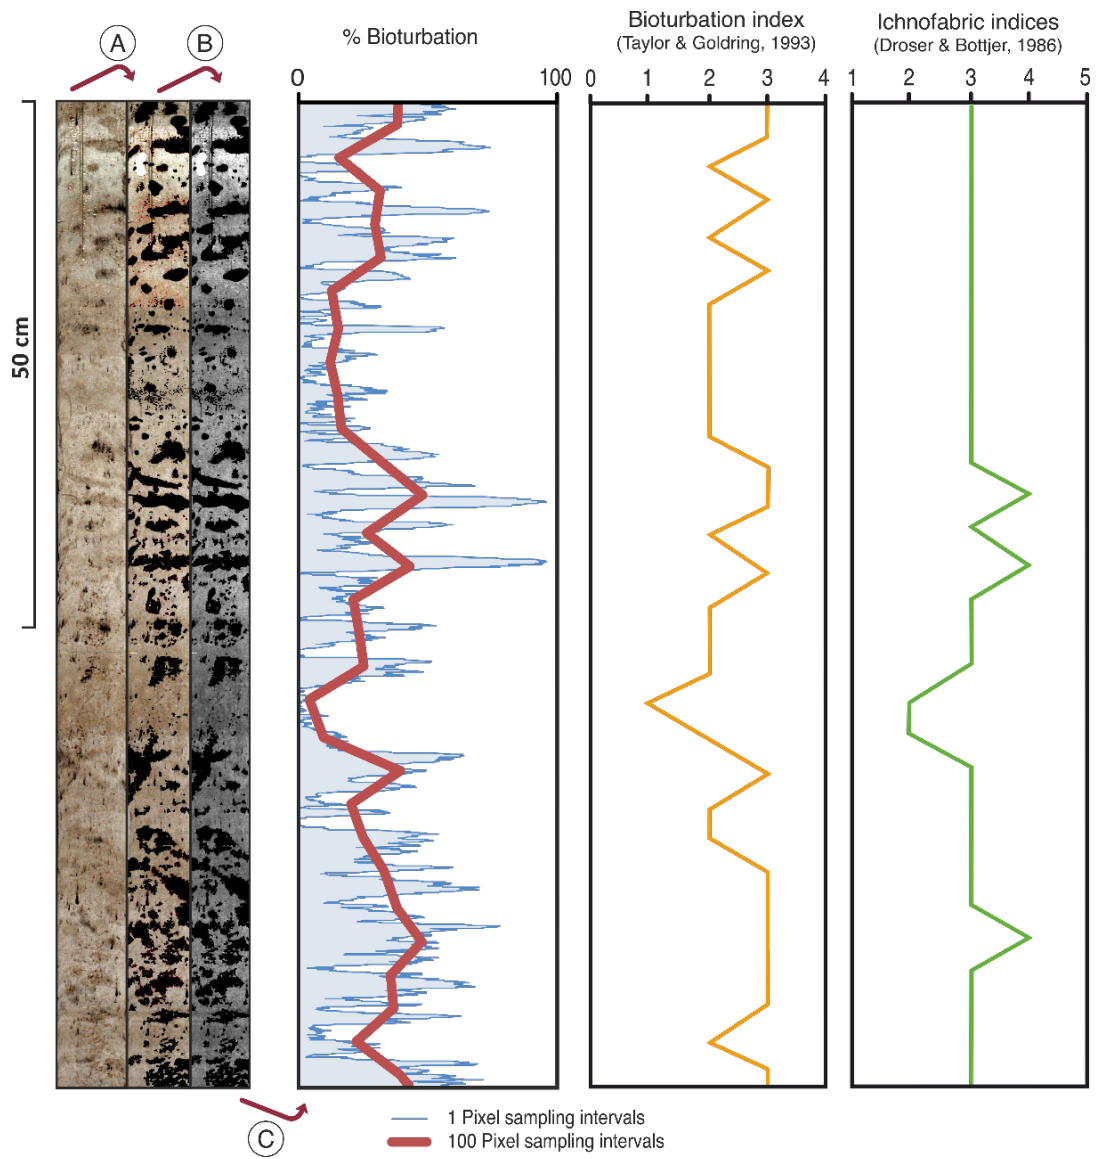 A
B
% Bioturbation
Bioturbation index
(Taylor & Goldring, 1993)
Ichnofabric indices
(Droser & Bottjer, 1986)
0 100
0 1 2 3 4
1 2 3 4 5
50 cm
C
1 Pixel sampling intervals
100 Pixel sampling intervals